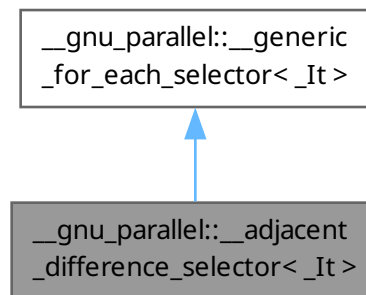 __gnu_parallel::__generic
_for_each_selector< _It >
__gnu_parallel::__adjacent
_difference_selector< _It >